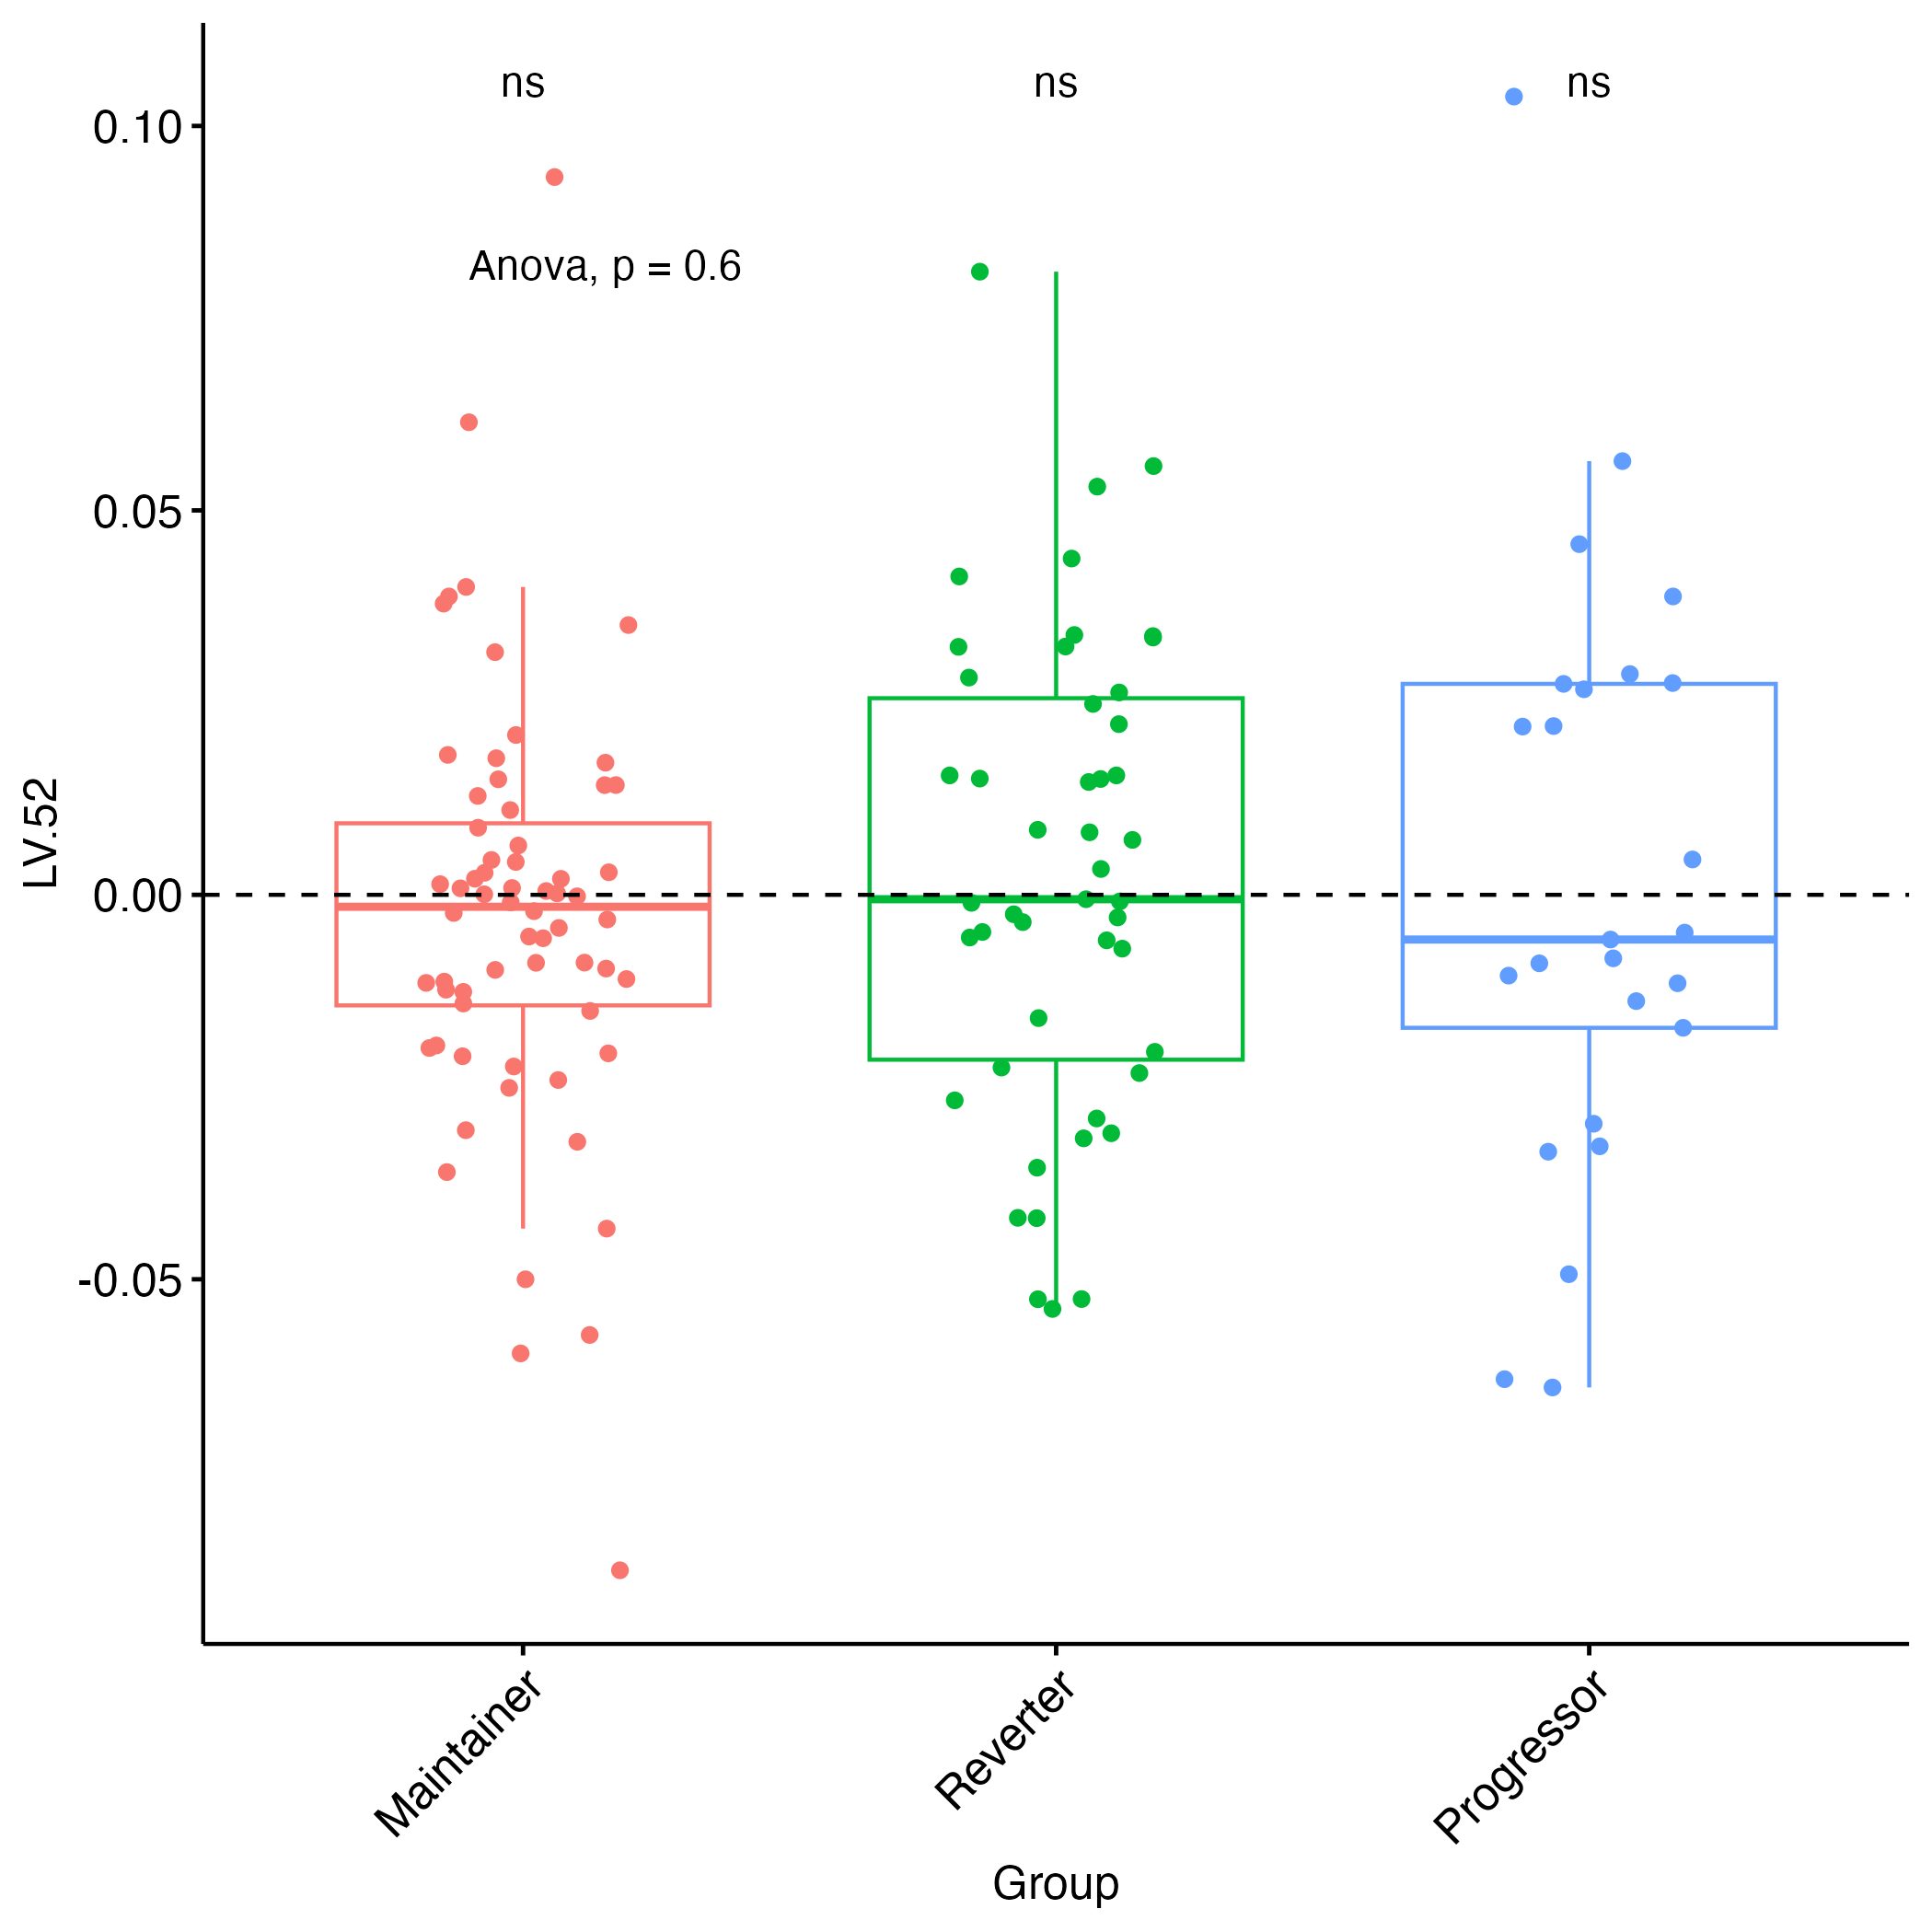 ns ns ns
0.10
Anova, p = 0.6
0.05
LV.52
0.00
-0.05
Maintainer Reverter Progressor
Group